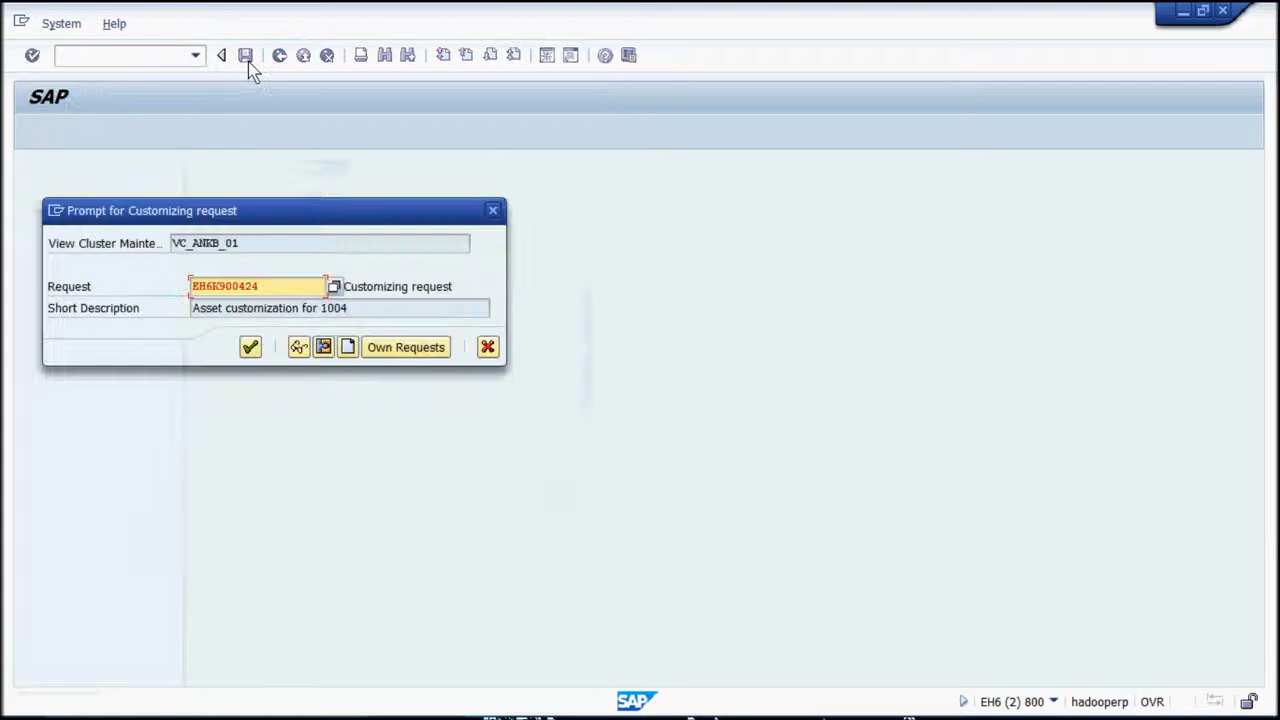 System Help
SAP
Prompt for Customizing request
View Cluster Mainte... VC_ANKB_01
Request EH6K900424 Customizing request
Short Description Asset customization for 1004
Own Requests
SAP EH6 (2) 800 hadooperp OVR